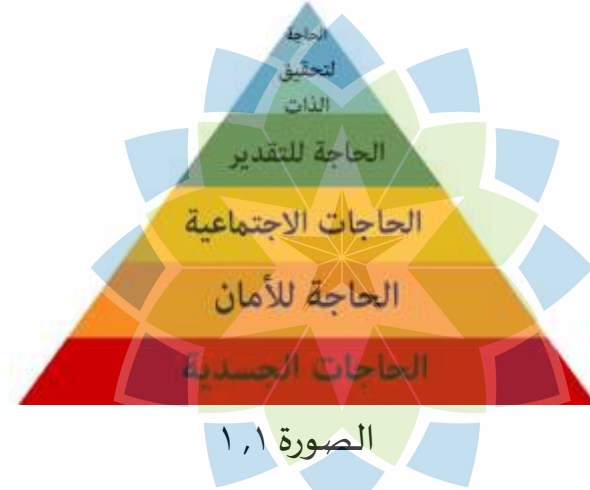 الحاجة
لتحقيق
الذات
الحاجة للتقدير
الحاجات الاجتماعية
الحاجة للأمان
الحاجات الجسدية
الصورة ١,١